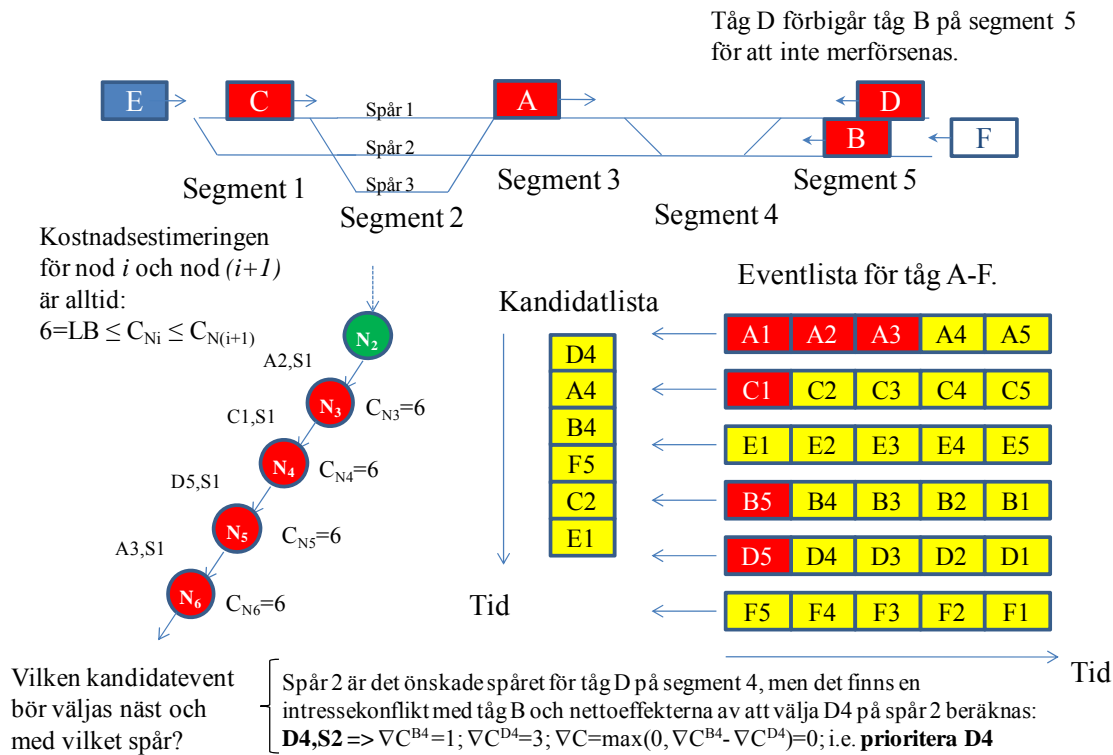 Tåg D förbigår tåg B på segment 5
för att inte merförsenas.
E
C
A
D
B
F
Spår 1
Spår 2
Spår 3
Segment 1
Segment 2
Segment 3
Segment 4
Segment 5
Kostnadsestimeringen
för nod i och nod (i+1)
är alltid:
6=LB ≤ C_Ni ≤ C_N(i+1)
N₂
A2,S1
N₃
C_N3=6
C1,S1
N₄
C_N4=6
D5,S1
N₅
C_N5=6
A3,S1
N₆
C_N6=6
Kandidatlista
D4
A4
B4
F5
C2
E1
Tid
Eventlista för tåg A-F.
A1 A2 A3 A4 A5
C1 C2 C3 C4 C5
E1 E2 E3 E4 E5
B5 B4 B3 B2 B1
D5 D4 D3 D2 D1
F5 F4 F3 F2 F1
Tid
Vilken kandidatevent
bör väljas näst och
med vilket spår?
Spår 2 är det önskade spåret för tåg D på segment 4, men det finns en
intressekonflikt med tåg B och nettoeffekterna av att välja D4 på spår 2 beräknas:
D4,S2 => ∇C^B4=1; ∇C^D4=3; ∇C=max(0, ∇C^B4-∇C^D4)=0; i.e. prioritera D4